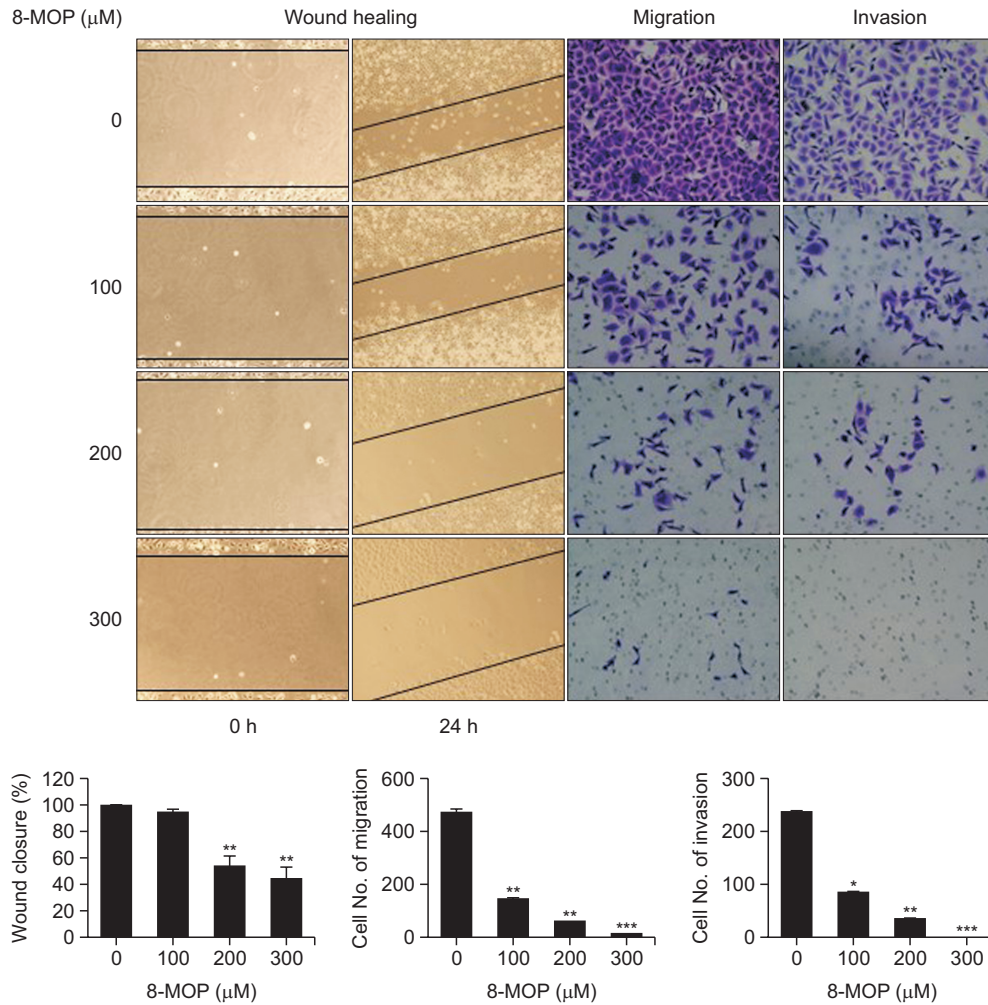 8-MOP (μM) Wound healing Migration Invasion
0
100
200
300
0 h 24 h
120
100
80
60
40
20
0
Wound closure (%)
**
**
0 100 200 300
8-MOP (μM)
600
400
200
0
Cell No. of migration
**
**
***
0 100 200 300
8-MOP (μM)
300
200
100
0
Cell No. of invasion
*
**
***
0 100 200 300
8-MOP (μM)